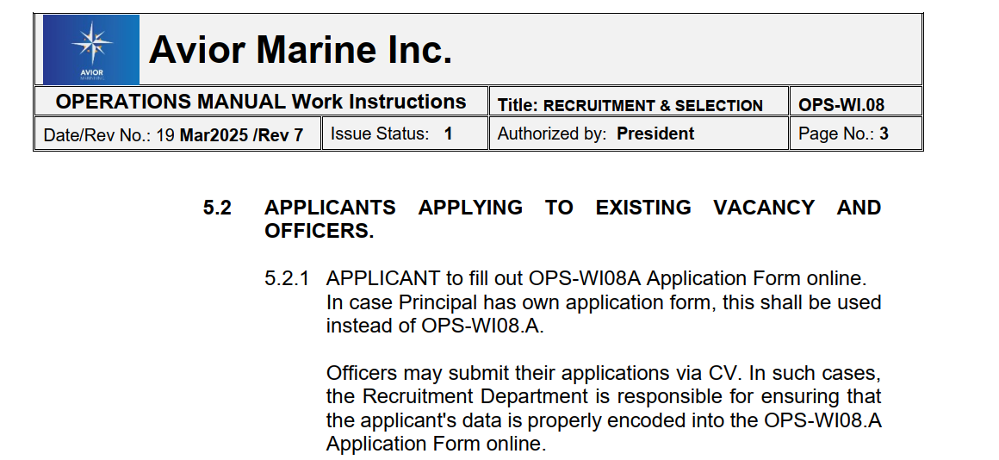 AVIOR
Avior Marine Inc.
OPERATIONS MANUAL Work Instructions
Title: RECRUITMENT & SELECTION
OPS-WI.08
Date/Rev No.: 19 Mar2025 /Rev 7
Issue Status: 1
Authorized by: President
Page No.: 3
5.2 APPLICANTS APPLYING TO EXISTING VACANCY AND
OFFICERS.
5.2.1 APPLICANT to fill out OPS-WI08A Application Form online.
In case Principal has own application form, this shall be used
instead of OPS-WI08.A.
Officers may submit their applications via CV. In such cases,
the Recruitment Department is responsible for ensuring that
the applicant's data is properly encoded into the OPS-WI08.A
Application Form online.